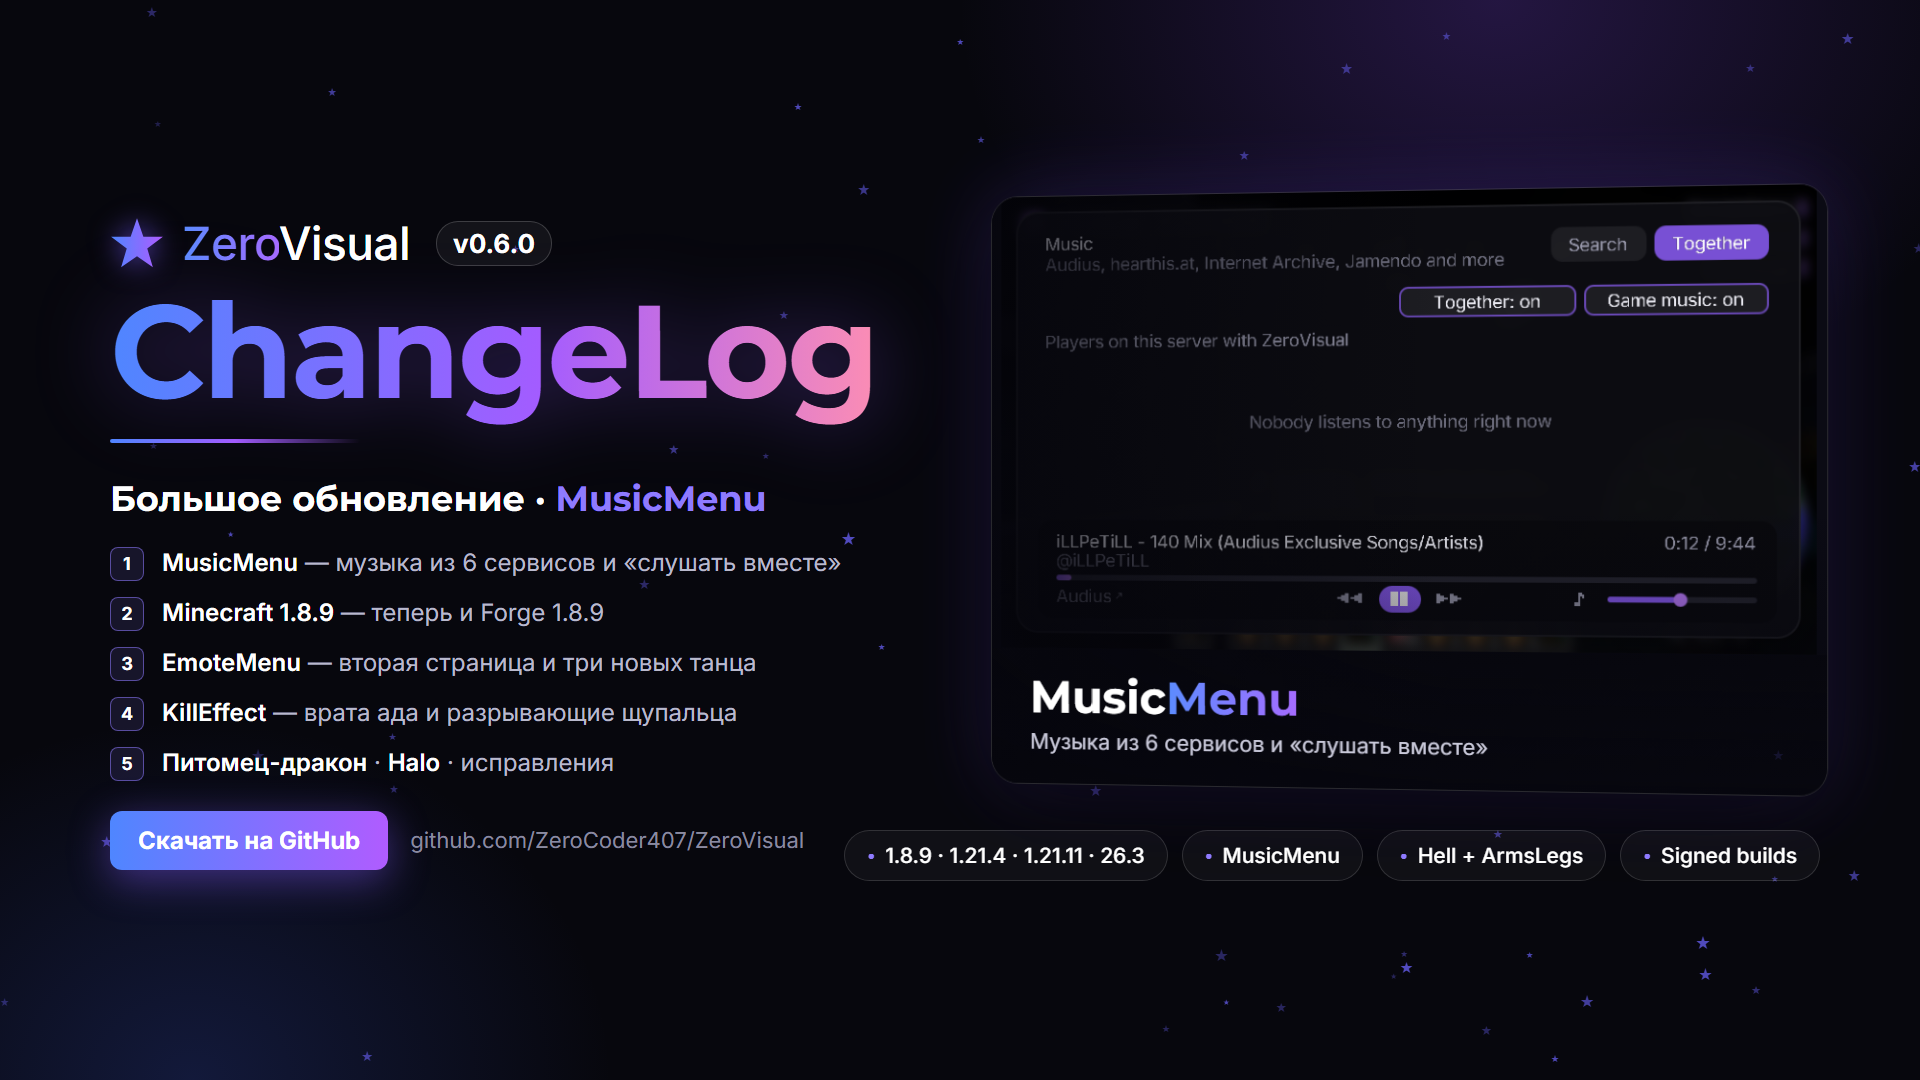 ZeroVisual v0.6.0
ChangeLog
Большое обновление · MusicMenu
1 MusicMenu — музыка из 6 сервисов и «слушать вместе»
2 Minecraft 1.8.9 — теперь и Forge 1.8.9
3 EmoteMenu — вторая страница и три новых танца
4 KillEffect — врата ада и разрывающие щупальца
5 Питомец-дракон · Halo · исправления
Скачать на GitHub github.com/ZeroCoder407/ZeroVisual
Music
Audius, hearthis.at, Internet Archive, Jamendo and more
Search Together
Together: on Game music: on
Players on this server with ZeroVisual
Nobody listens to anything right now
iLLPeTiLL - 140 Mix (Audius Exclusive Songs/Artists) 0:12 / 9:44
@iLLPeTiLL
Audius
MusicMenu
Музыка из 6 сервисов и «слушать вместе»
1.8.9 · 1.21.4 · 1.21.11 · 26.3 MusicMenu Hell + ArmsLegs Signed builds